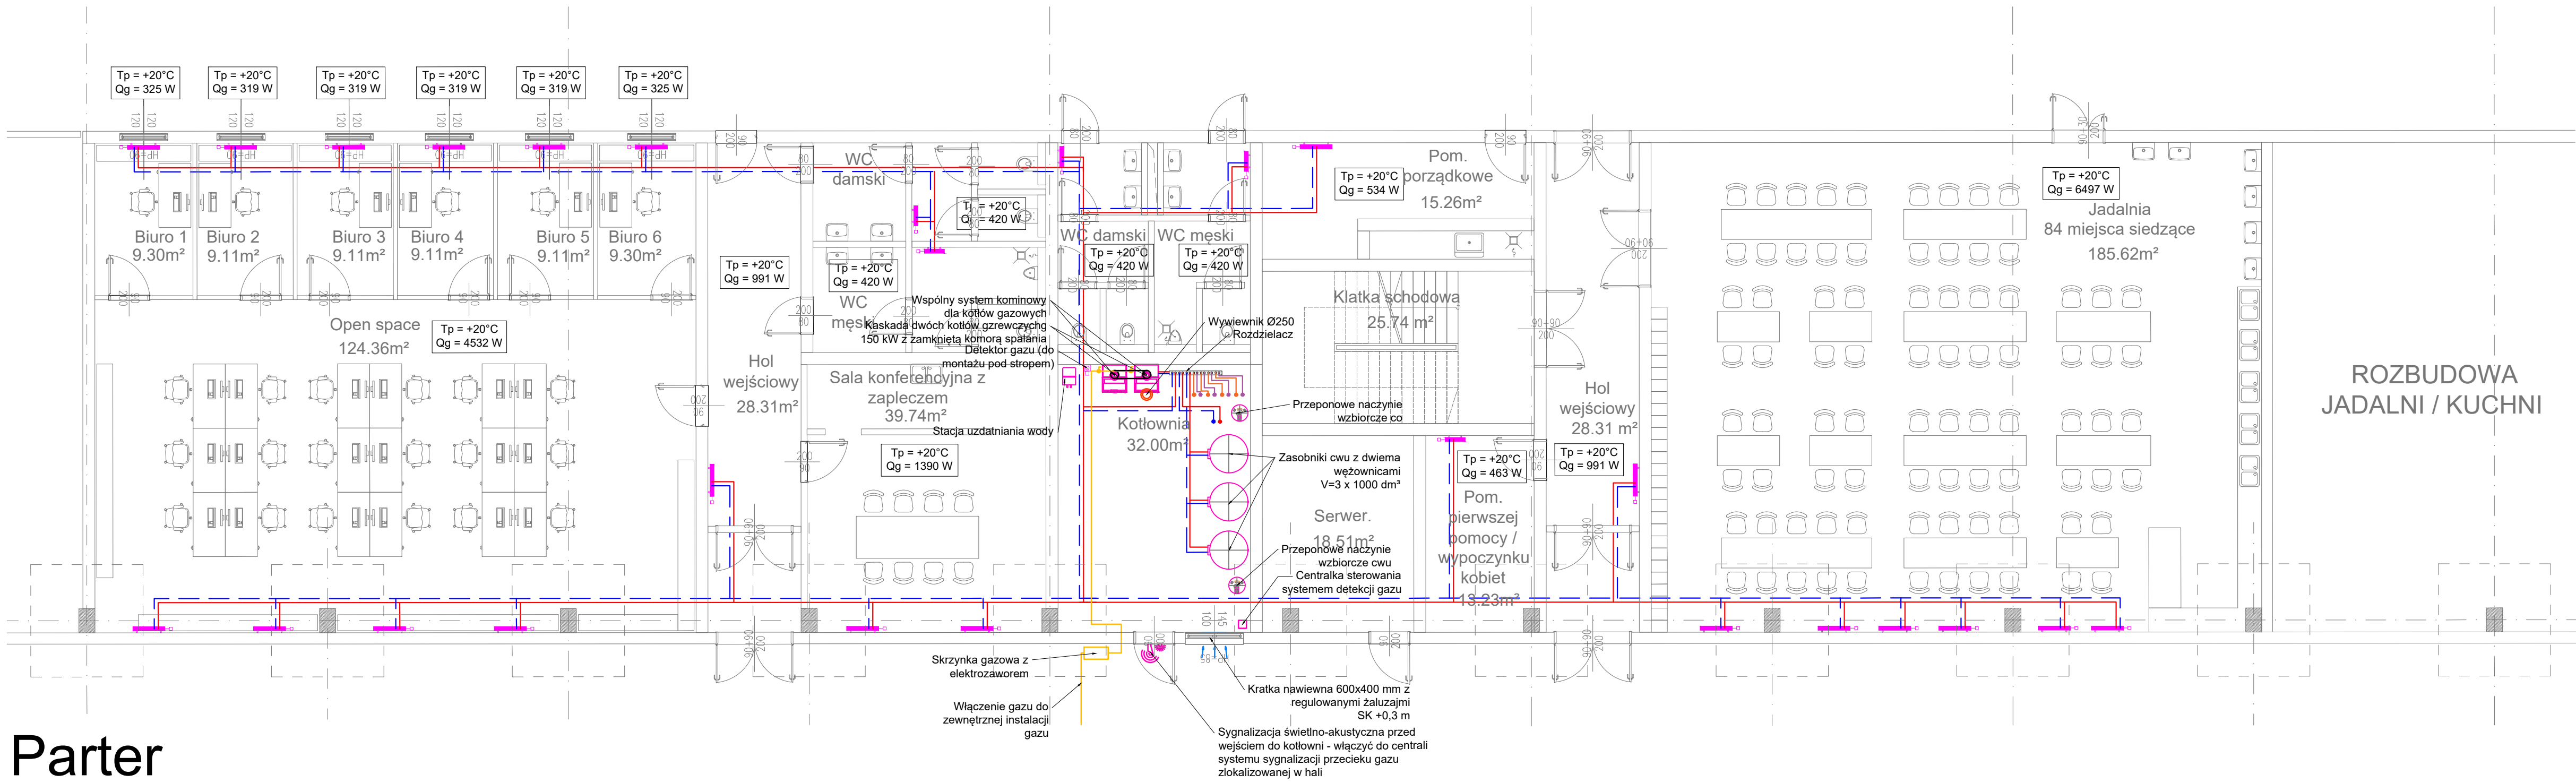 Tp = +20°C
Qg = 325 W
Tp = +20°C
Qg = 319 W
Tp = +20°C
Qg = 319 W
Tp = +20°C
Qg = 319 W
Tp = +20°C
Qg = 319 W
Tp = +20°C
Qg = 325 W
Biuro 1
9.30m²
Biuro 2
9.11m²
Biuro 3
9.11m²
Biuro 4
9.11m²
Biuro 5
9.11m²
Biuro 6
9.30m²
Open space
124.36m²
Tp = +20°C
Qg = 4532 W
Tp = +20°C
Qg = 991 W
Hol
wejściowy
28.31m²
WC
damski
Tp = +20°C
Qg = 420 W
Tp = +20°C
Qg = 420 W
WC
męski
Sala konferencyjna z
zapleczem
39.74m²
Tp = +20°C
Qg = 1390 W
Wspólny system kominowy
dla kotłów gazowych
Kaskada dwóch kotłów gzrewczychg
150 kW z zamkniętą komorą spalania
Detektor gazu (do
montażu pod stropem)
Stacja uzdatniania wody
WC damski
Tp = +20°C
Qg = 420 W
WC męski
Tp = +20°C
Qg = 420 W
Wywiewnik Ø250
Rozdzielacz
Kotłownia
32.00m²
Przeponowe naczynie
wzbiorcze co
Zasobniki cwu z dwiema
wężownicami
V=3 x 1000 dm³
Serwer.
18.51m²
Przeponowe naczynie
wzbiorcze cwu
Centralka sterowania
systemem detekcji gazu
Tp = +20°C
Qg = 534 W
Pom.
porządkowe
15.26m²
Klatka schodowa
25.74 m²
Tp = +20°C
Qg = 463 W
Pom.
pierwszej
pomocy /
wypoczynku
kobiet
13.23m²
Hol
wejściowy
28.31 m²
Tp = +20°C
Qg = 991 W
Tp = +20°C
Qg = 6497 W
Jadalnia
84 miejsca siedzące
185.62m²
ROZBUDOWA
JADALNI / KUCHNI
Skrzynka gazowa z
elektrozaworem
Włączenie gazu do
zewnętrznej instalacji
gazu
Kratka nawiewna 600x400 mm z
regulowanymi żaluzajmi
SK +0,3 m
Sygnalizacja świetlno-akustyczna przed
wejściem do kotłowni - włączyć do centrali
systemu sygnalizacji przecieku gazu
zlokalizowanej w hali
Parter